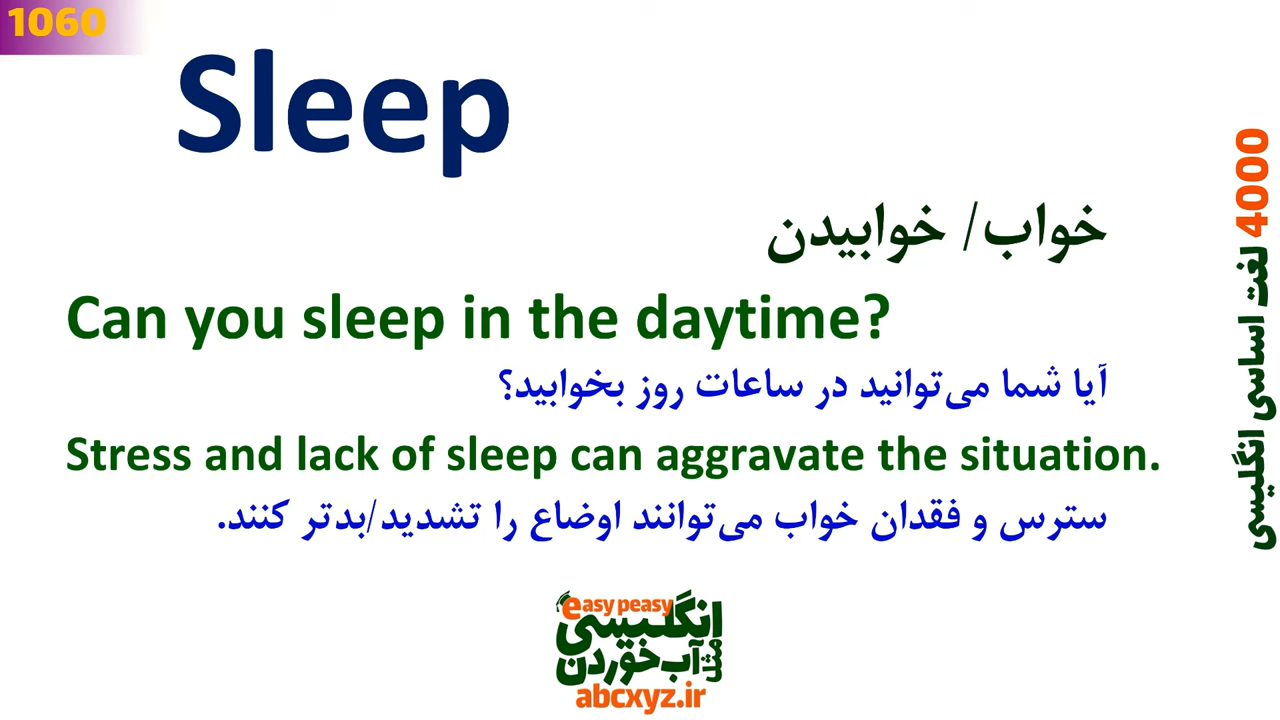 1060
Sleep
خواب/ خوابیدن
Can you sleep in the daytime?
آیا شما می‌توانید در ساعات روز بخوابید؟
Stress and lack of sleep can aggravate the situation.
سترس و فقدان خواب می‌توانند اوضاع را تشدید/بدتر کنند.
4000 لغت اساسی انگلیسی
easy peasy
انگلیسی
مثل آب خوردن
abcxyz.ir